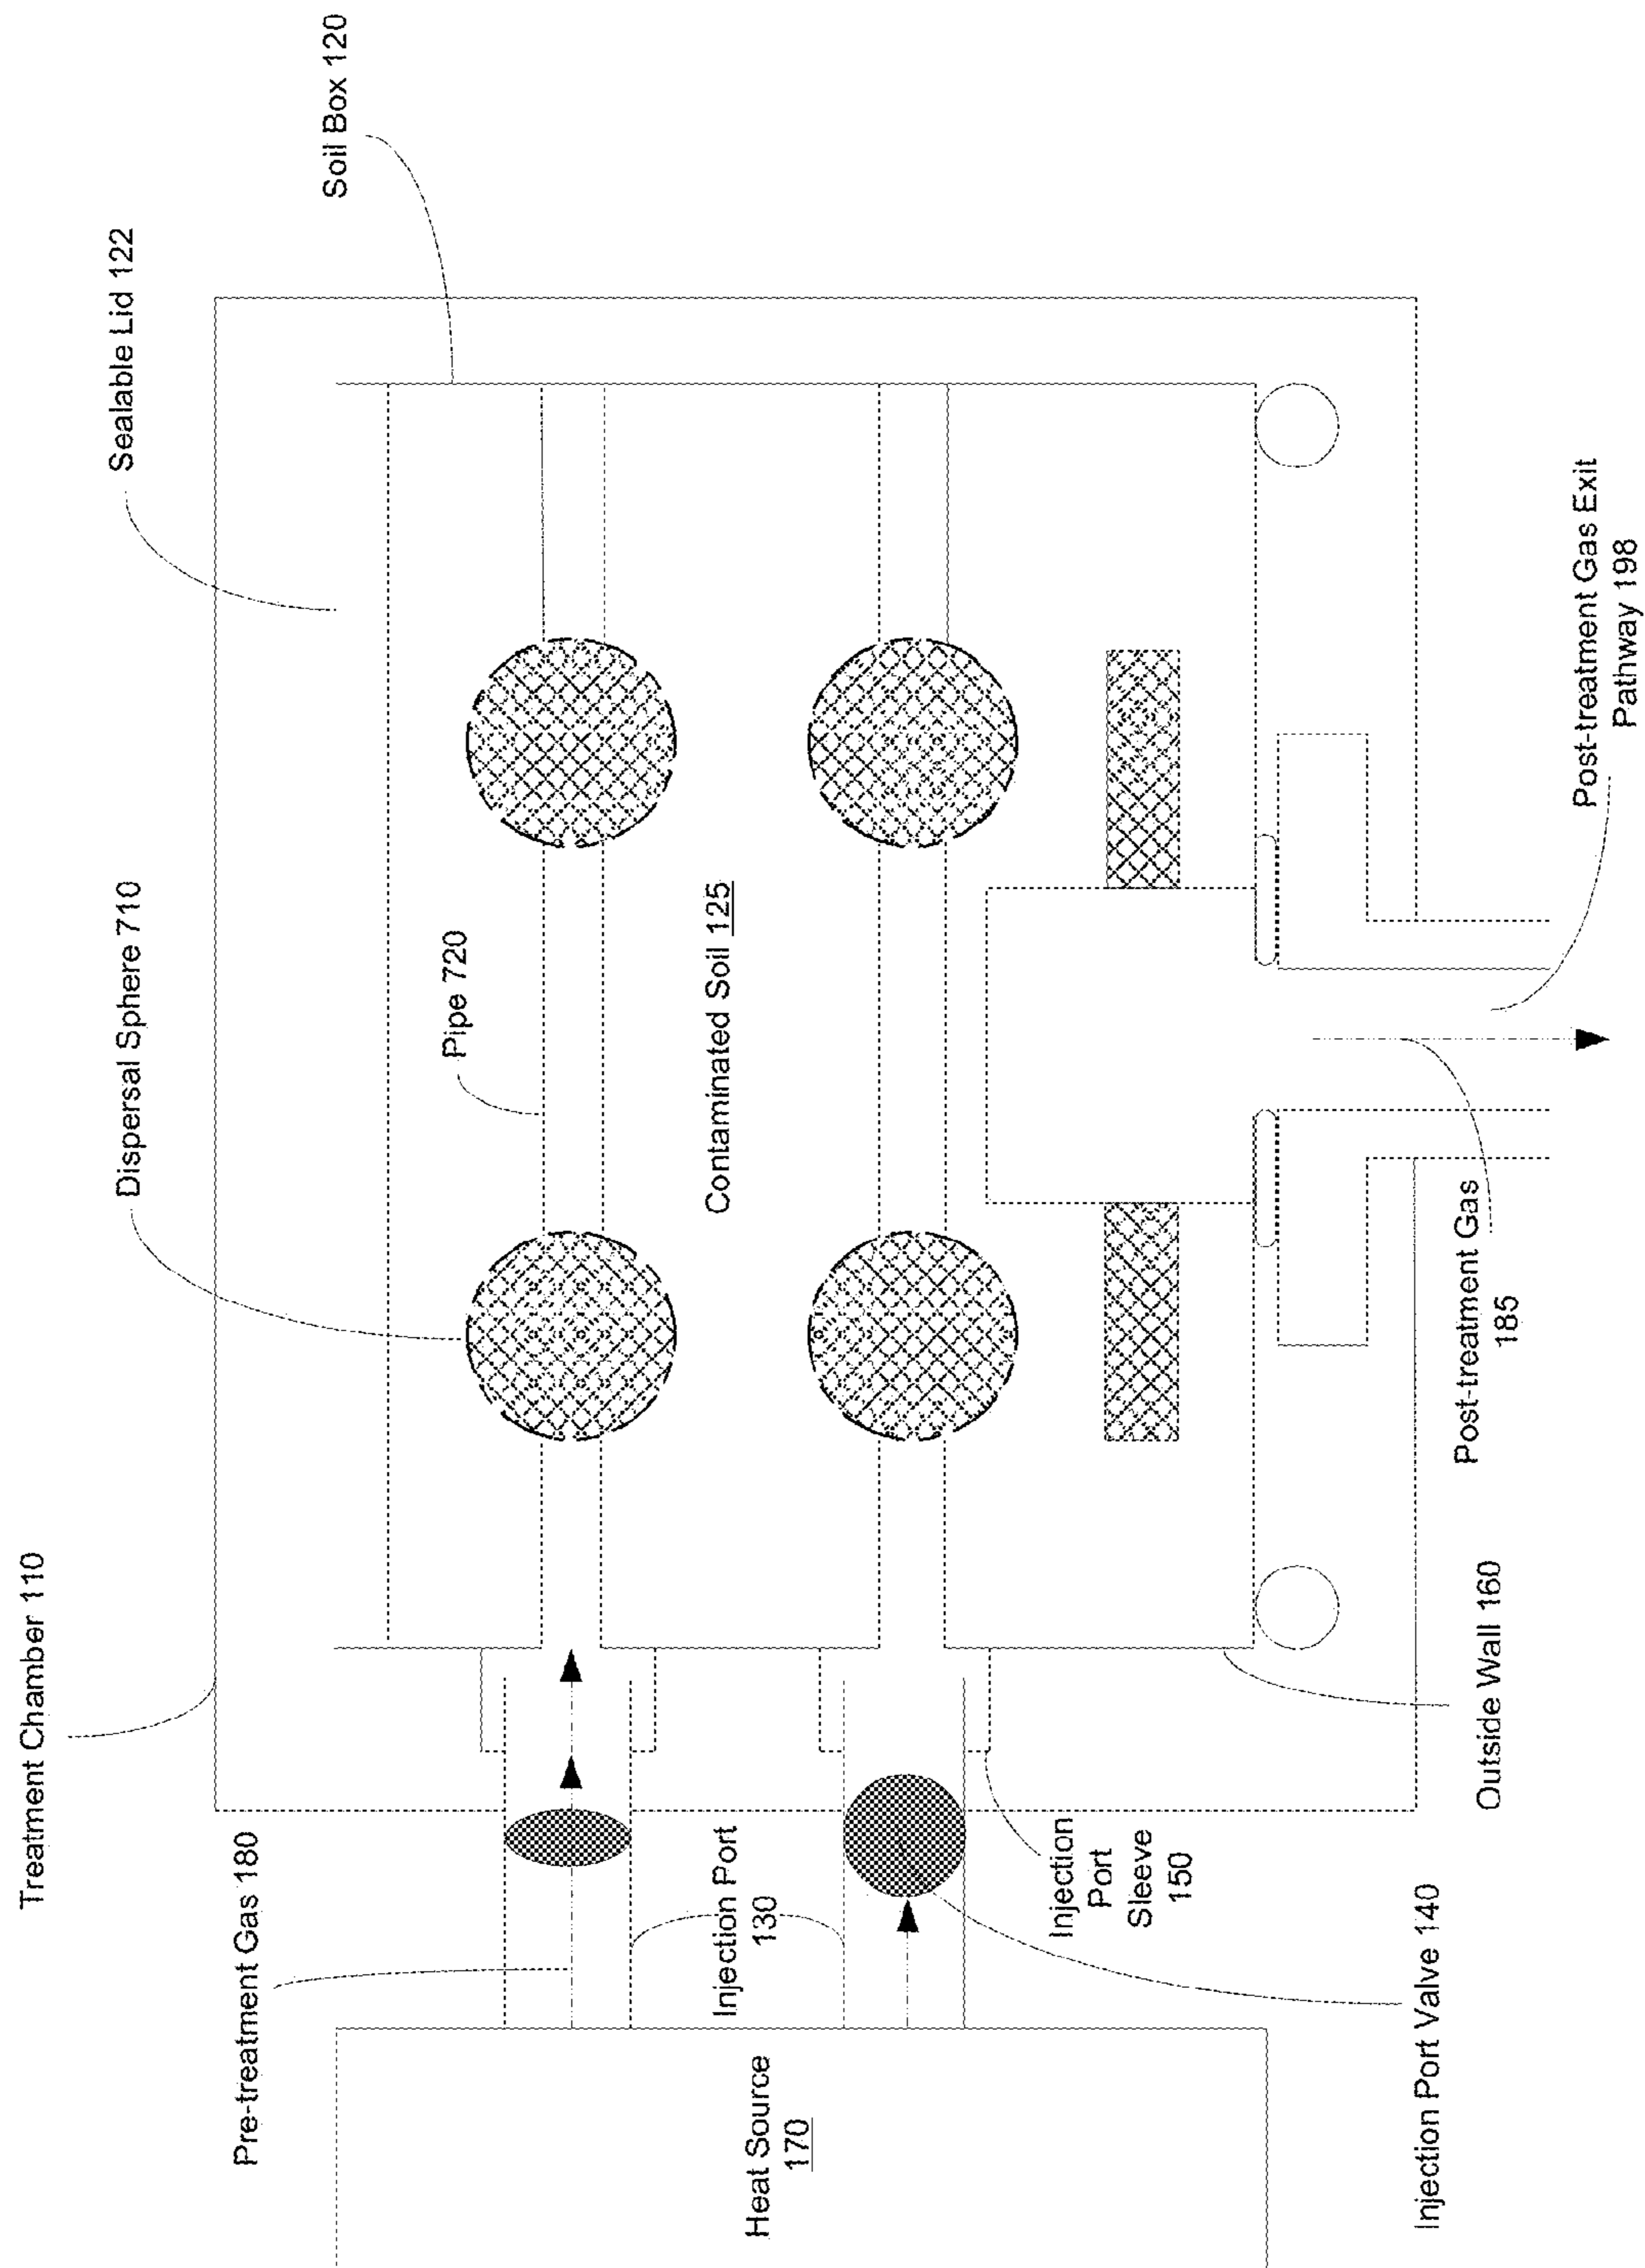 Treatment Chamber 110
Sealable Lid 122
Soil Box 120
Dispersal Sphere 710
Pipe 720
Contaminated Soil 125
Pre-treatment Gas 180
Injection Port
130
Heat Source
170
Injection
Port
Sleeve
150
Injection Port Valve 140
Outside Wall 160
Post-treatment Gas
185
Post-treatment Gas Exit
Pathway 198